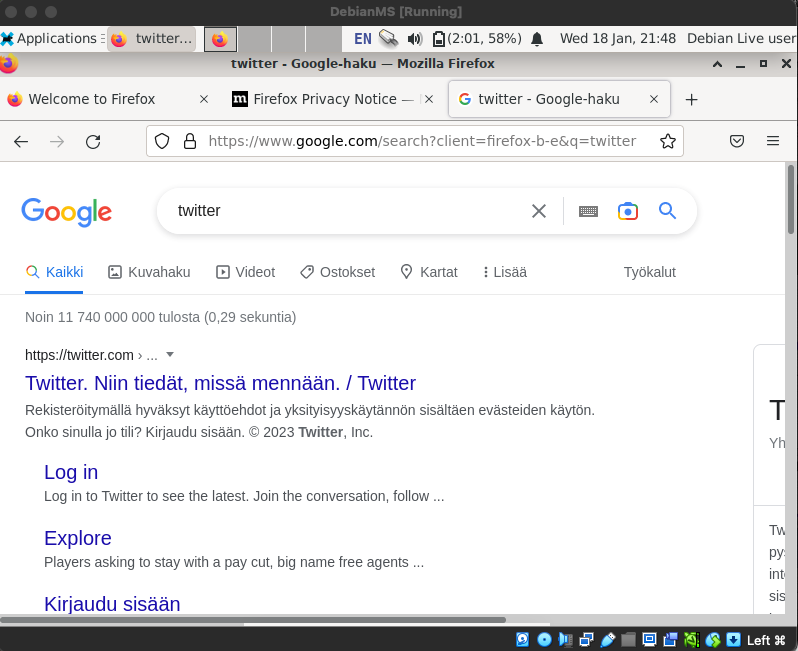 DebianMS [Running]
Applications twitter... EN (2:01, 58%) Wed 18 Jan, 21:48 Debian Live user
twitter - Google-haku — Mozilla Firefox
Welcome to Firefox Firefox Privacy Notice — twitter - Google-haku
https://www.google.com/search?client=firefox-b-e&q=twitter
Google twitter
Kaikki Kuvahaku Videot Ostokset Kartat Lisää Työkalut
Noin 11 740 000 000 tulosta (0,29 sekuntia)
https://twitter.com › ...
Twitter. Niin tiedät, missä mennään. / Twitter
Rekisteröitymällä hyväksyt käyttöehdot ja yksityisyyskäytännön sisältäen evästeiden käytön.
Onko sinulla jo tili? Kirjaudu sisään. © 2023 Twitter, Inc.
Log in
Log in to Twitter to see the latest. Join the conversation, follow ...
Explore
Players asking to stay with a pay cut, big name free agents ...
Kirjaudu sisään
T
Yh
Tw
pys
int
sis
Left ⌘